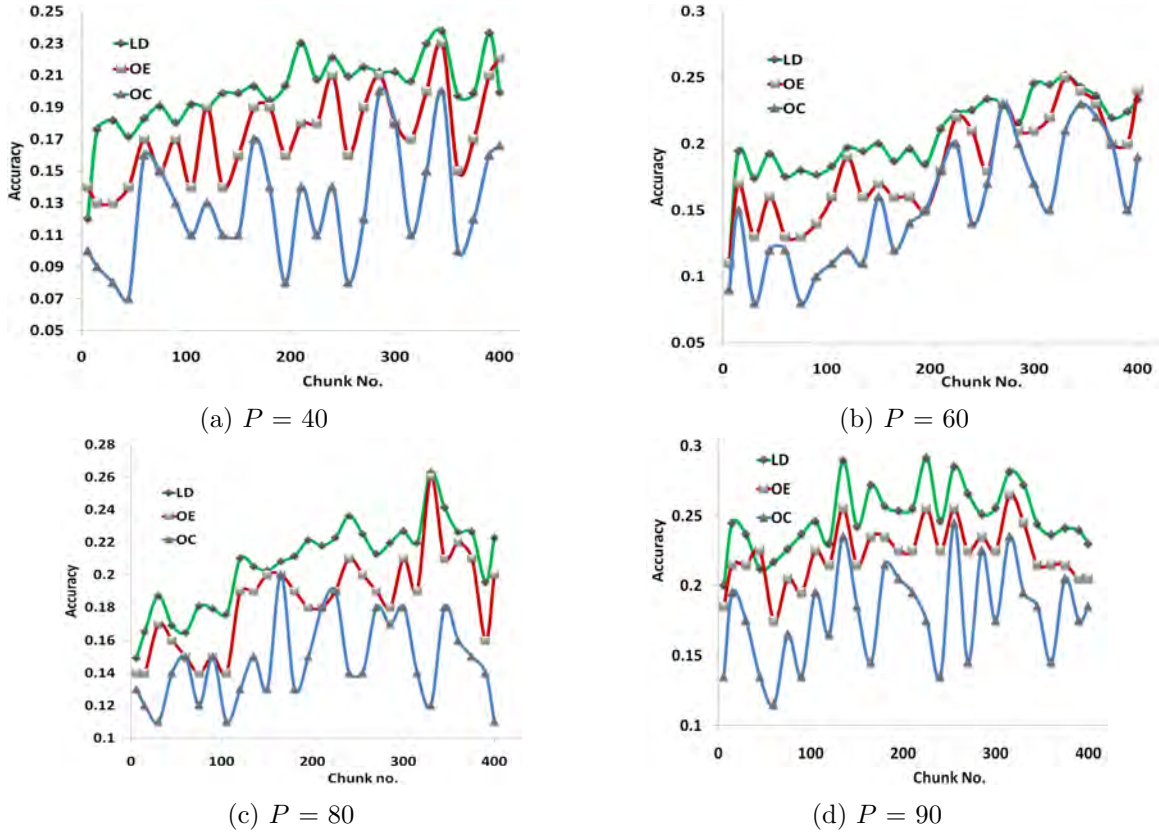 0.25
0.23
0.21
0.19
0.17
0.15
0.13
0.11
0.09
0.07
0.05
Accuracy
LD
OE
OC
0 100 200 300 400
Chunk No.
(a) P = 40
0.3
0.25
0.2
0.15
0.1
0.05
Accuracy
LD
OE
OC
0 100 200 300 400
Chunk No.
(b) P = 60
0.28
0.26
0.24
0.22
0.2
0.18
0.16
0.14
0.12
0.1
Accuracy
LD
OE
OC
0 100 200 300 400
Chunk no.
(c) P = 80
0.3
0.25
0.2
0.15
0.1
Accuracy
LD
OE
OC
0 100 200 300 400
Chunk No.
(d) P = 90